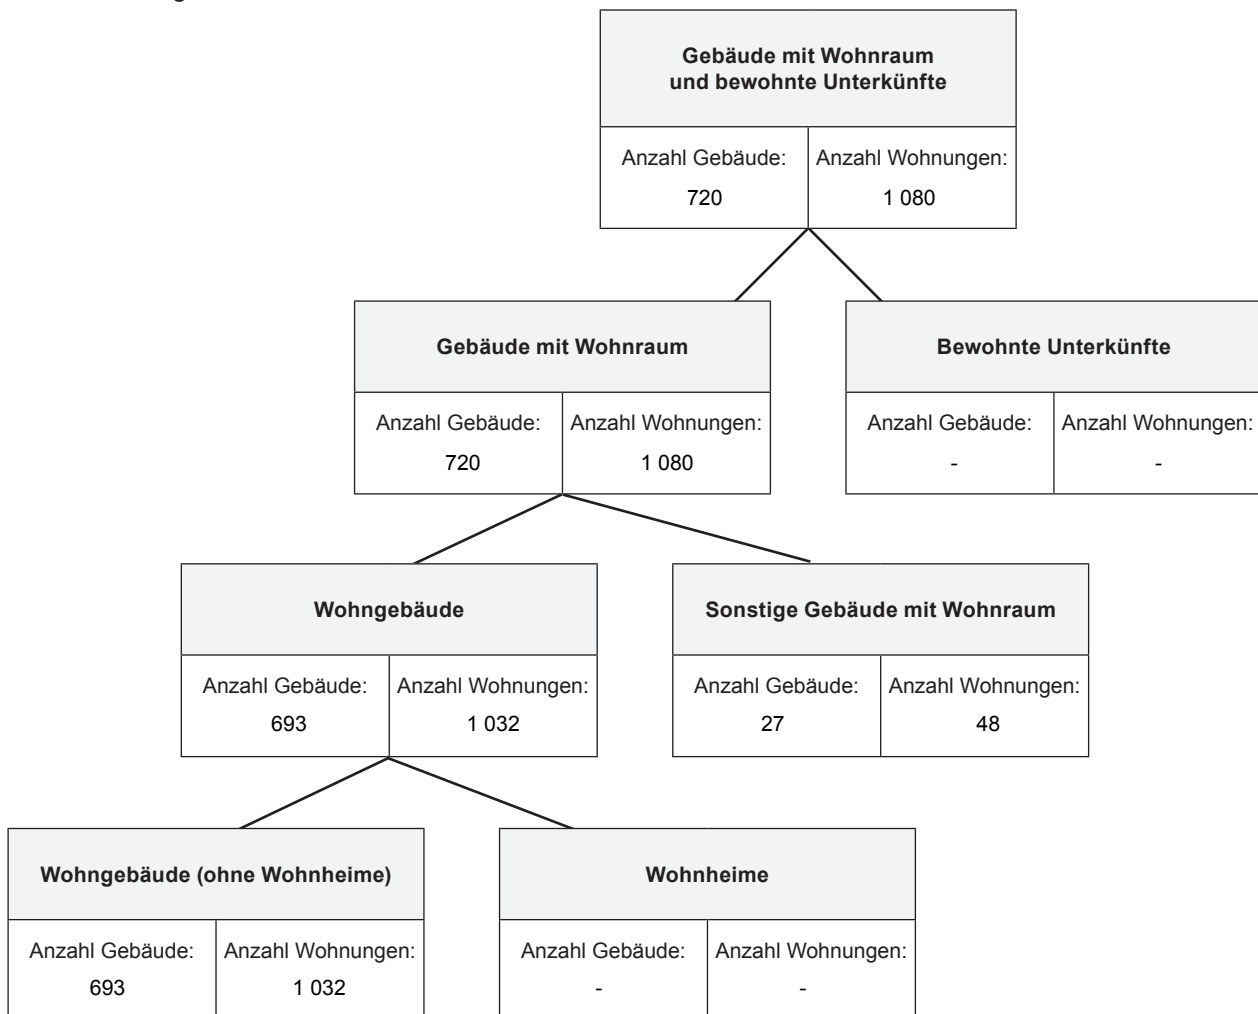 Gebäude mit Wohnraum
und bewohnte Unterkünfte
Anzahl Gebäude: Anzahl Wohnungen:
720 1 080
Gebäude mit Wohnraum
Anzahl Gebäude: Anzahl Wohnungen:
720 1 080
Bewohnte Unterkünfte
Anzahl Gebäude: Anzahl Wohnungen:
- -
Wohngebäude
Anzahl Gebäude: Anzahl Wohnungen:
693 1 032
Sonstige Gebäude mit Wohnraum
Anzahl Gebäude: Anzahl Wohnungen:
27 48
Wohngebäude (ohne Wohnheime)
Anzahl Gebäude: Anzahl Wohnungen:
693 1 032
Wohnheime
Anzahl Gebäude: Anzahl Wohnungen:
- -